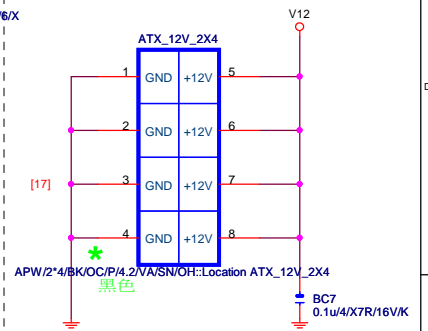 6/X
V12
ATX_12V_2X4
1 GND +12V 5
2 GND +12V 6
[17] 3 GND +12V 7
4 GND +12V 8
*
APW/2*4/BK/OC/P/4.2/VA/SN/OH::Location ATX_12V_2X4
黑色
BC7
0.1u/4/X7R/16V/K